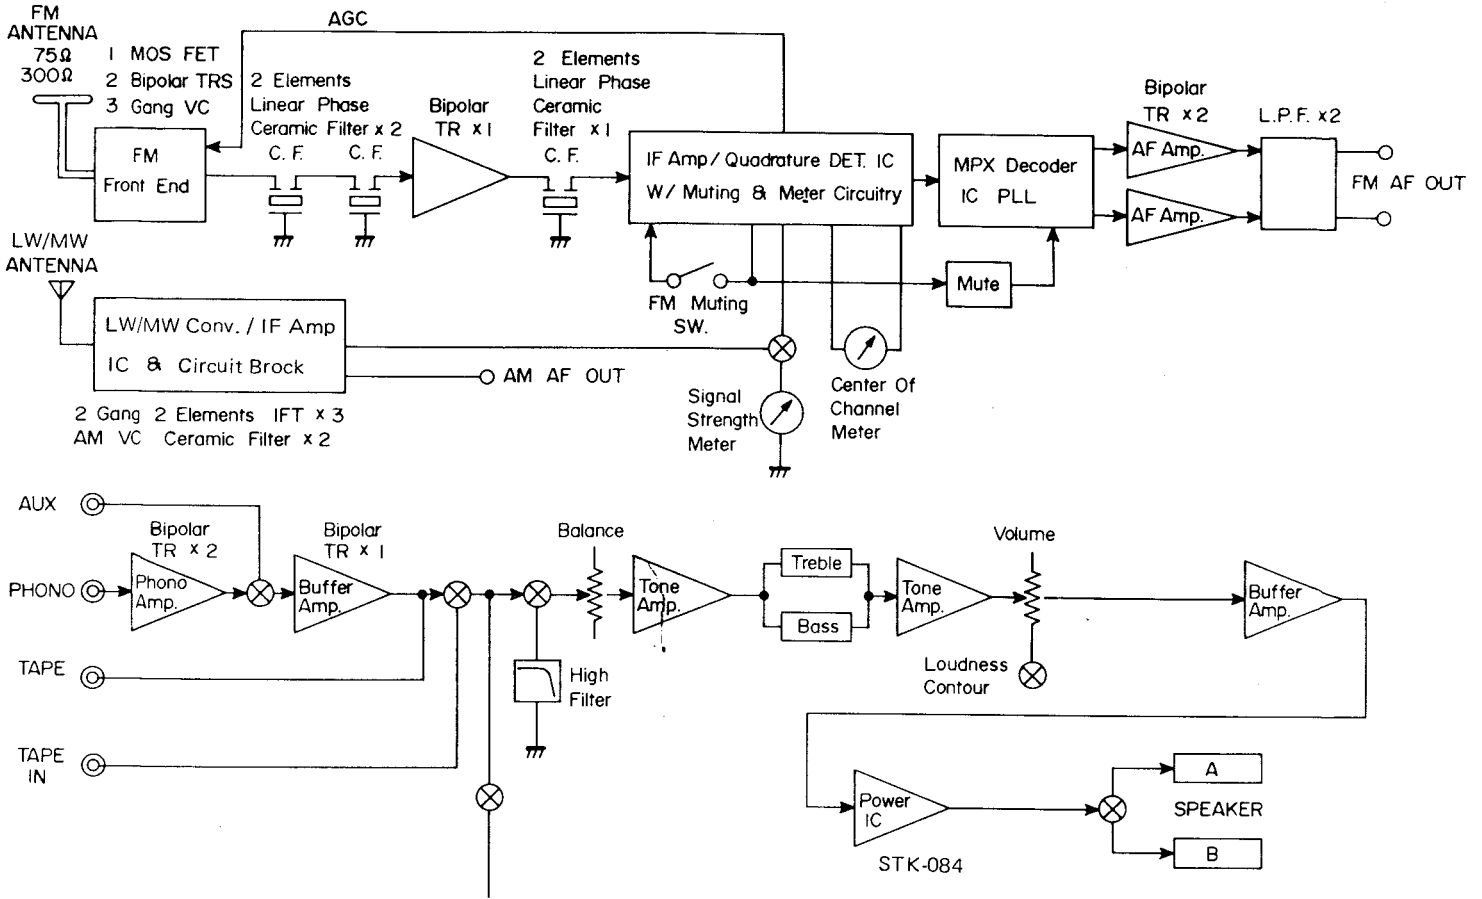 FM
ANTENNA
75Ω
300Ω
1 MOS FET
2 Bipolar TRS
3 Gang VC
AGC
2 Elements
Linear Phase
Ceramic Filter x 2
C. F.
C. F.
Bipolar
TR x 1
2 Elements
Linear Phase
Ceramic
Filter x 1
C. F.
FM
Front End
IF Amp / Quadrature DET. IC
W/ Muting & Meter Circuitry
MPX Decoder
IC PLL
Bipolar
TR x 2
AF Amp.
AF Amp.
L.P.F. x 2
FM AF OUT
FM Muting
SW.
Mute
LW/MW
ANTENNA
LW/MW Conv. / IF Amp
IC & Circuit Brock
AM AF OUT
2 Gang 2 Elements IFT x 3
AM VC Ceramic Filter x 2
Signal
Strength
Meter
Center Of
Channel
Meter
AUX
PHONO
TAPE
TAPE
IN
Bipolar
TR x 2
Phono
Amp.
Bipolar
TR x 1
Buffer
Amp.
High
Filter
Balance
Tone
Amp.
Treble
Bass
Tone
Amp.
Volume
Loudness
Contour
Buffer
Amp.
Power
IC
STK-084
A
SPEAKER
B